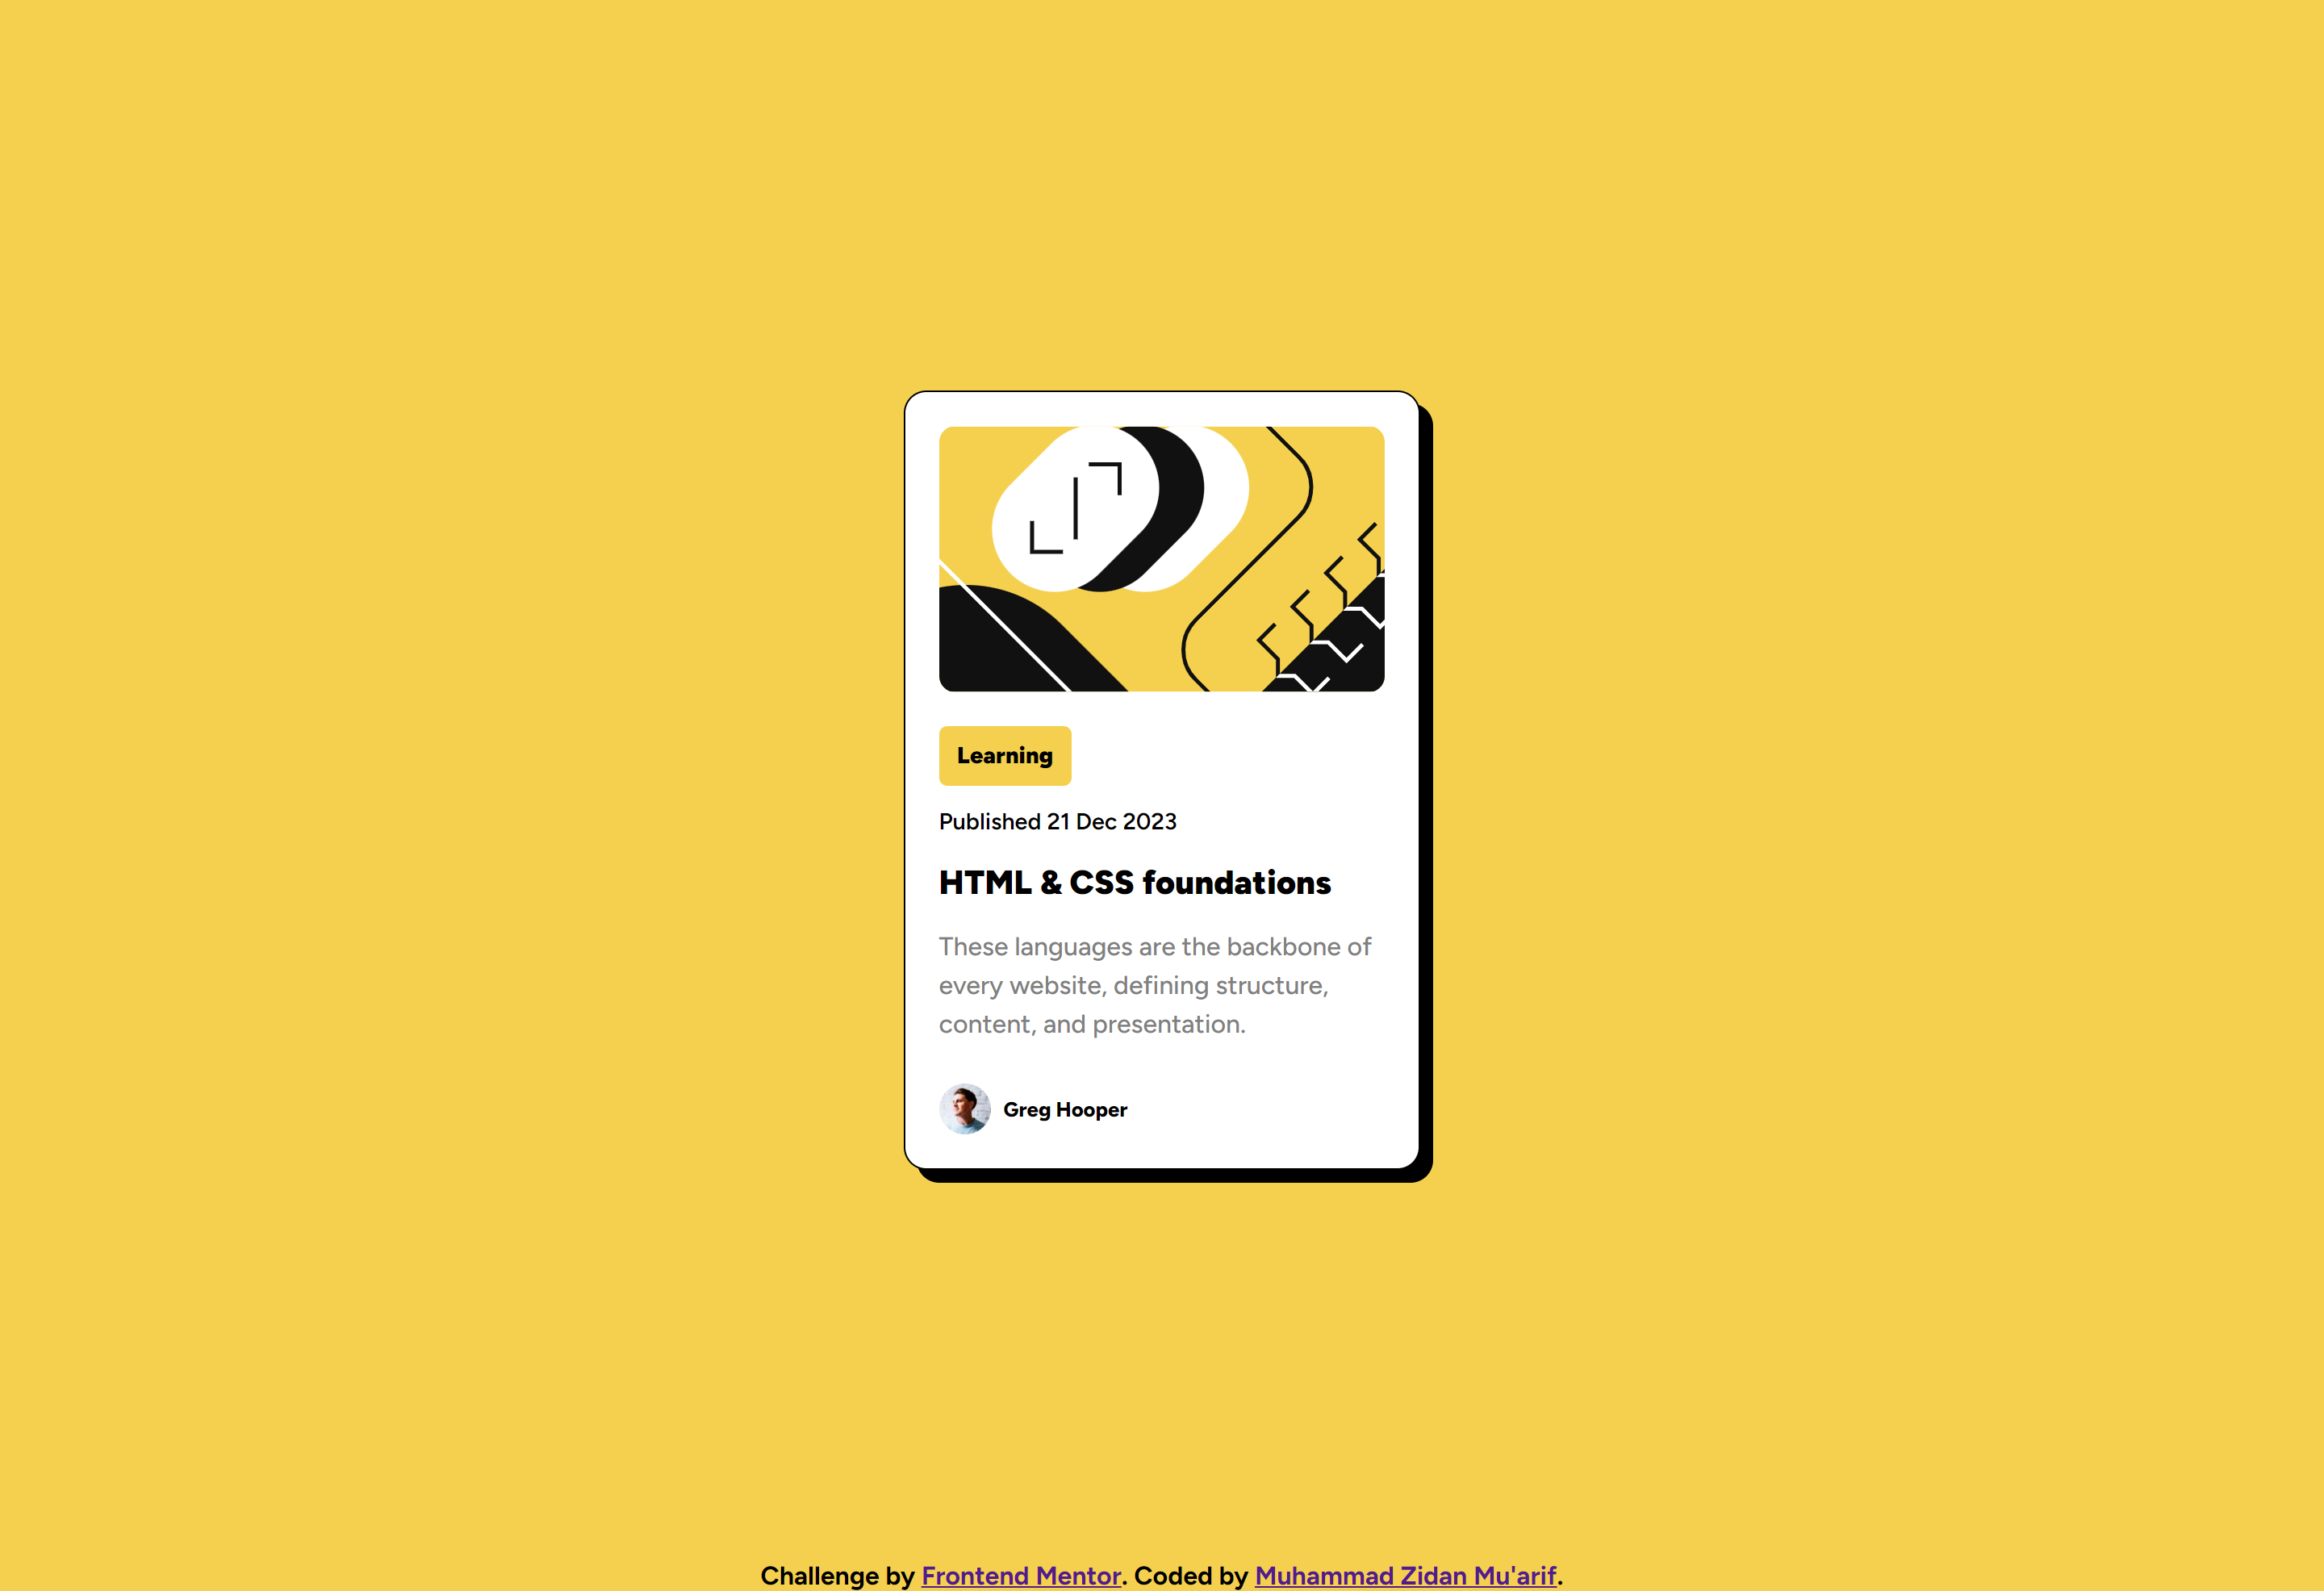 Learning
Published 21 Dec 2023
HTML & CSS foundations
These languages are the backbone of
every website, defining structure,
content, and presentation.
Greg Hooper
Challenge by Frontend Mentor. Coded by Muhammad Zidan Mu'arif.